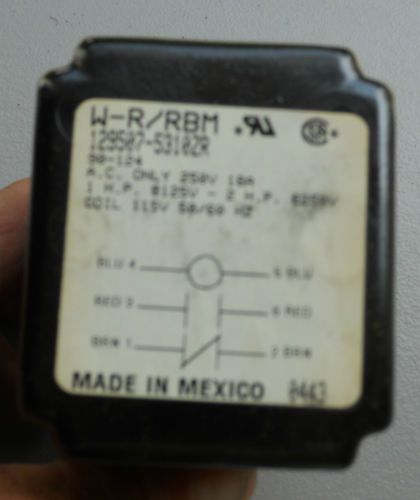 W-R/RBM
129507-53102R
90-124
A.C. ONLY 250V 18A
1 H.P. @125V - 2 H.P. @250V
COIL 115V 50/60 HZ
BLU 4 5 BLU
RED 3 6 RED
BRN 1 2 BRN
MADE IN MEXICO 0443